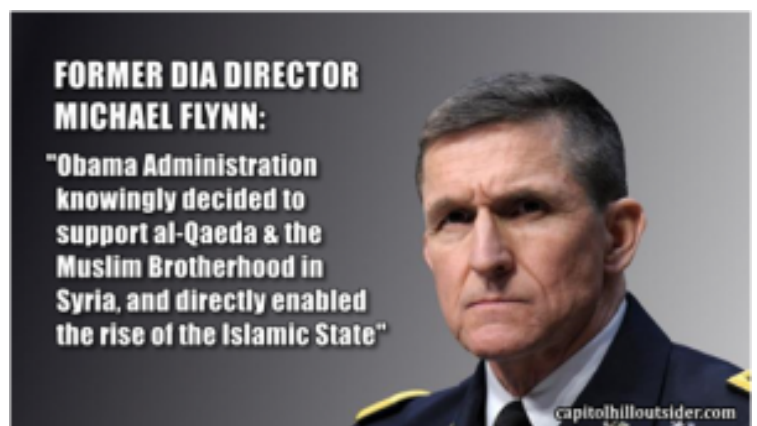 FORMER DIA DIRECTOR
MICHAEL FLYNN:
"Obama Administration
knowingly decided to
support al-Qaeda & the
Muslim Brotherhood in
Syria, and directly enabled
the rise of the Islamic State"
capitolhilloutsider.com